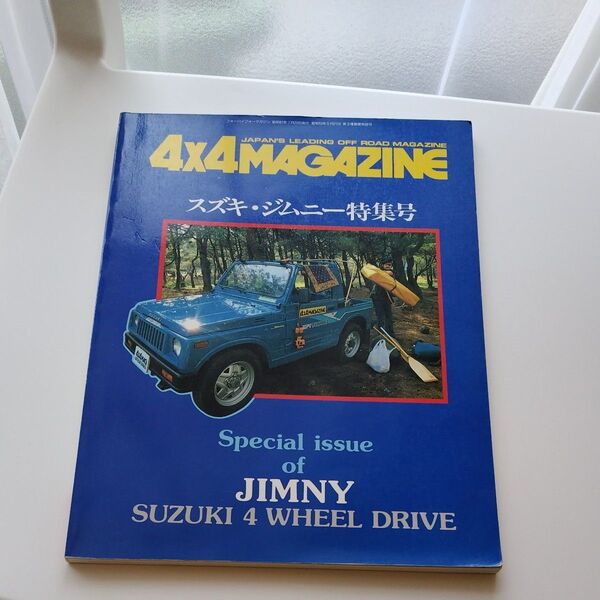 JAPAN'S LEADING OFF ROAD MAGAZINE
4x4MAGAZINE
スズキ・ジムニー特集号
4x4MAGAZINE
Special issue
of
JIMNY
SUZUKI 4 WHEEL DRIVE